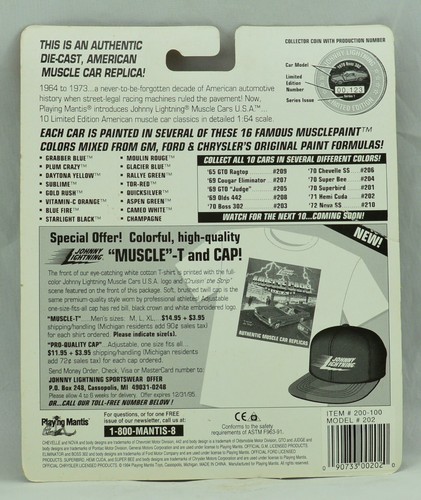 THIS IS AN AUTHENTIC
DIE-CAST, AMERICAN
MUSCLE CAR REPLICA!
COLLECTOR COIN WITH PRODUCTION NUMBER
Car Model
Limited
Edition
Number
Series Issue
LIMITED EDITION
1964 to 1973...a never-to-be-forgotten decade of American automotive
history when street-legal racing machines ruled the pavement! Now,
Playing Mantis® introduces Johnny Lightning® Muscle Cars U.S.A.™...
10 Limited Edition American muscle car classics in detailed 1:64 scale.
EACH CAR IS PAINTED IN SEVERAL OF THESE 16 FAMOUS MUSCLEPAINT™
COLORS MIXED FROM GM, FORD & CHRYSLER'S ORIGINAL PAINT FORMULAS!
• GRABBER BLUE™
• PLUM CRAZY™
• DAYTONA YELLOW™
• SUBLIME™
• GOLD RUSH™
• VITAMIN-C ORANGE™
• BLUE FIRE™
• STARLIGHT BLACK™
• MOULIN ROUGE™
• GLACIER BLUE™
• RALLYE GREEN™
• TOR-RED™
• QUICKSILVER™
• ASPEN GREEN™
• CAMEO WHITE™
• CHAMPAGNE™
COLLECT ALL 10 CARS IN SEVERAL DIFFERENT COLORS!
'65 GTO Ragtop #209
'69 Cougar Eliminator #207
'69 GTO "Judge" #205
'69 Olds 442 #208
'70 Boss 302 #203
'70 Chevelle SS #206
'70 Super Bee #204
'70 Superbird #201
'71 Hemi Cuda #202
'72 Nova SS #210
WATCH FOR THE NEXT 10...COMING SOON!
Special Offer! Colorful, high-quality
JOHNNY LIGHTNING "MUSCLE"-T and CAP!
NEW!
The front of our eye-catching white cotton T-shirt is printed with the full-
color Johnny Lightning Muscle Cars U.S.A. logo and "Cruisin' the Strip"
scene featured on the front of this package. Soft, brushed twill cap is the
same premium-quality style worn by professional athletes! Adjustable
one-size-fits-all cap has red bill, black crown and white embroidered logo.
"MUSCLE-T"... Men's sizes: M, L, XL. $14.95 + $3.95
shipping/handling (Michigan residents add 90¢ sales tax)
for each shirt ordered. Please indicate size(s).
"PRO-QUALITY CAP"... Adjustable, one size fits all...
$11.95 + $3.95 shipping/handling (Michigan residents
add 72¢ sales tax) for each cap ordered.
Send Money Order, Check, Visa or MasterCard number to:
JOHNNY LIGHTNING SPORTSWEAR OFFER
P.O. Box 248, Cassopolis, MI 49031-0248
Please allow 4 to 6 weeks for delivery. Offer expires 12/31/95.
OR...CALL OUR TOLL-FREE NUMBER BELOW!
AUTHENTIC MUSCLE CAR REPLICAS
JOHNNY
LIGHTNING
Playing Mantis
For questions, or for one FREE
issue of our newsletter, call us at:
1-800-MANTIS-8
CE
Conforms to the safety
requirements of ASTM F963-91.
ITEM # 200-100
MODEL # 202
0 90733 00202 0